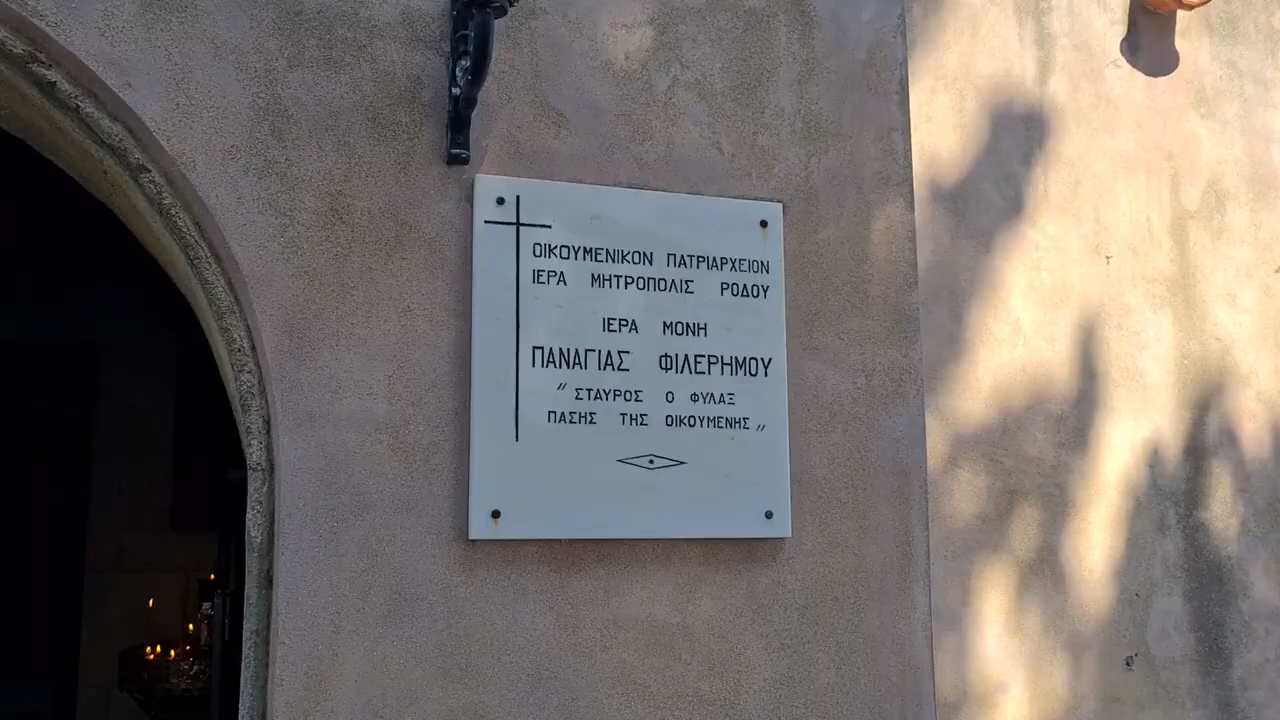 ΟΙΚΟΥΜΕΝΙΚΟΝ ΠΑΤΡΙΑΡΧΕΙΟΝ
ΙΕΡΑ ΜΗΤΡΟΠΟΛΙΣ ΡΟΔΟΥ
ΙΕΡΑ ΜΟΝΗ
ΠΑΝΑΓΙΑΣ ΦΙΛΕΡΗΜΟΥ
" ΣΤΑΥΡΟΣ Ο ΦΥΛΑΞ
ΠΑΣΗΣ ΤΗΣ ΟΙΚΟΥΜΕΝΗΣ „